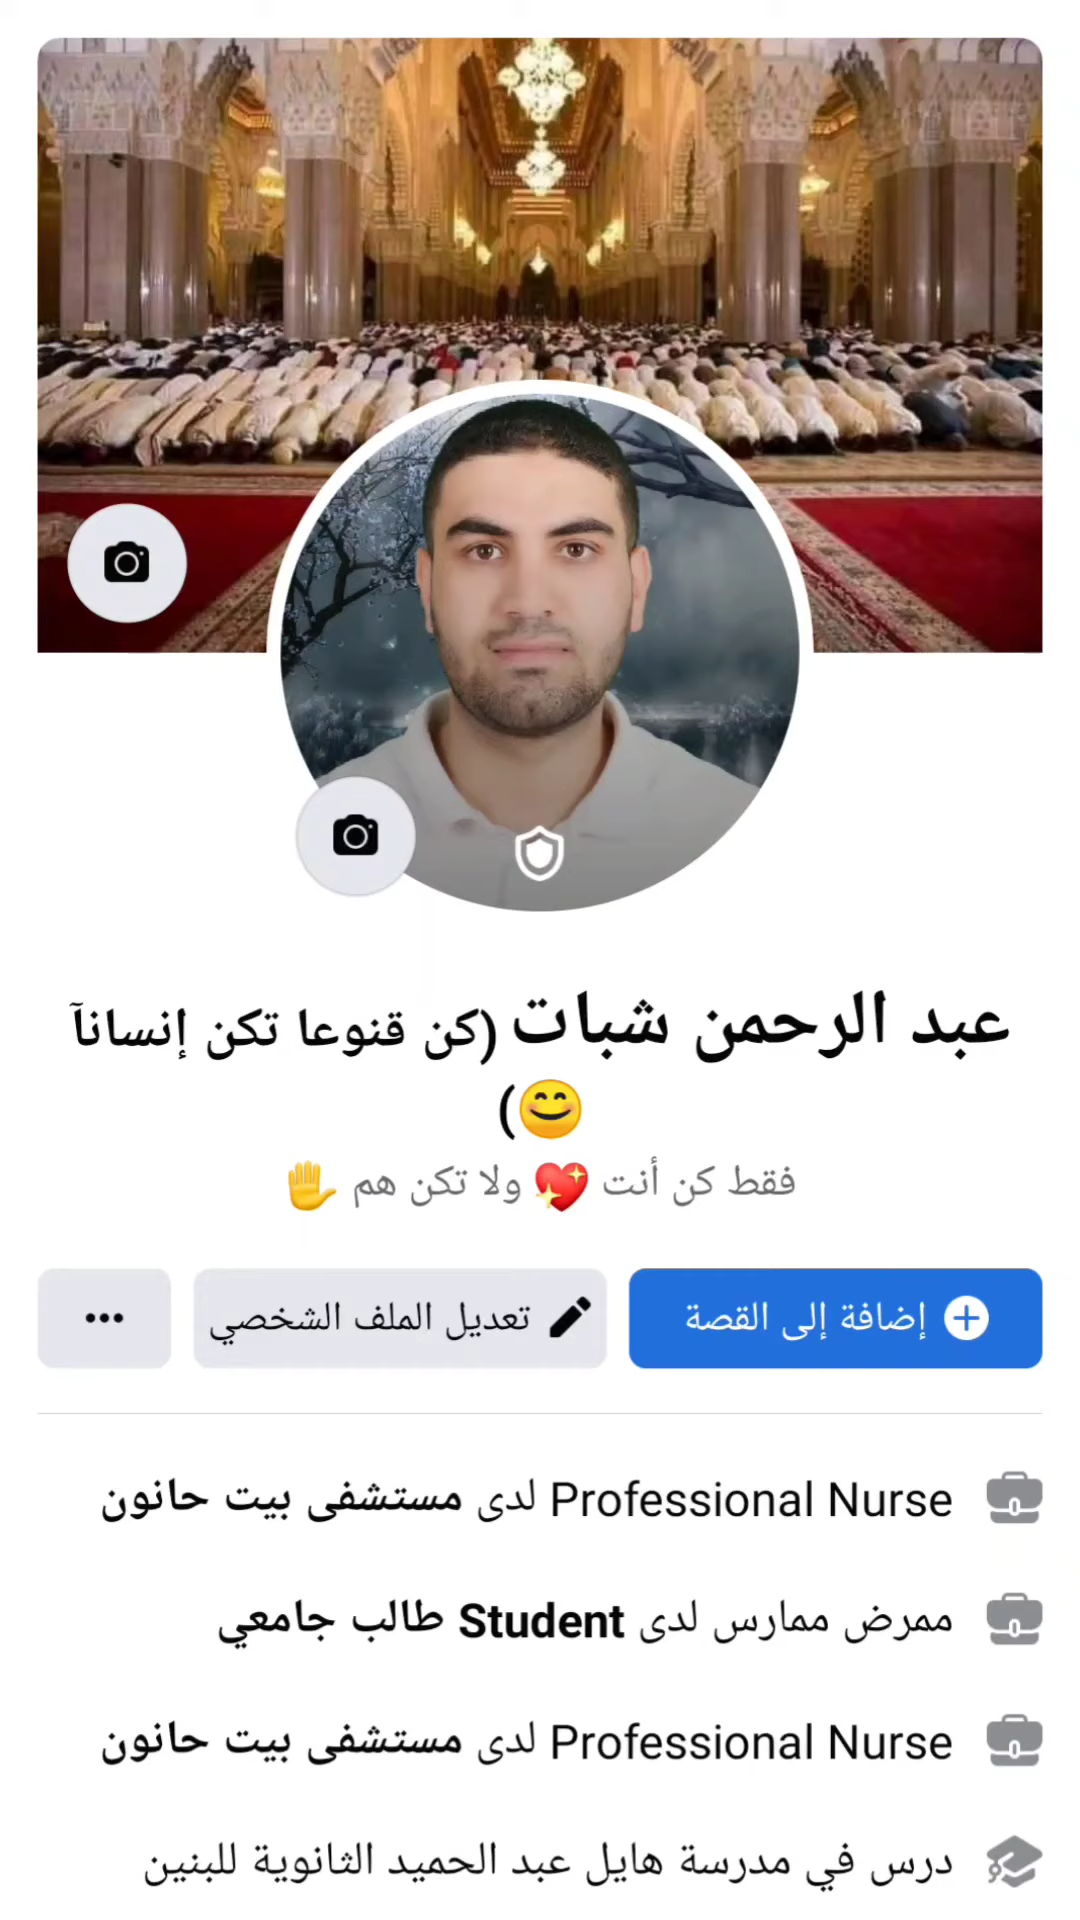 عبد الرحمن شبات (كن قنوعا تكن إنساناً
😊)
فقط كن أنت 💖 ولا تكن هم ✋
إضافة إلى القصة
تعديل الملف الشخصي
Professional Nurse لدى مستشفى بيت حانون
ممرض ممارس لدى Student طالب جامعي
Professional Nurse لدى مستشفى بيت حانون
درس في مدرسة هايل عبد الحميد الثانوية للبنين